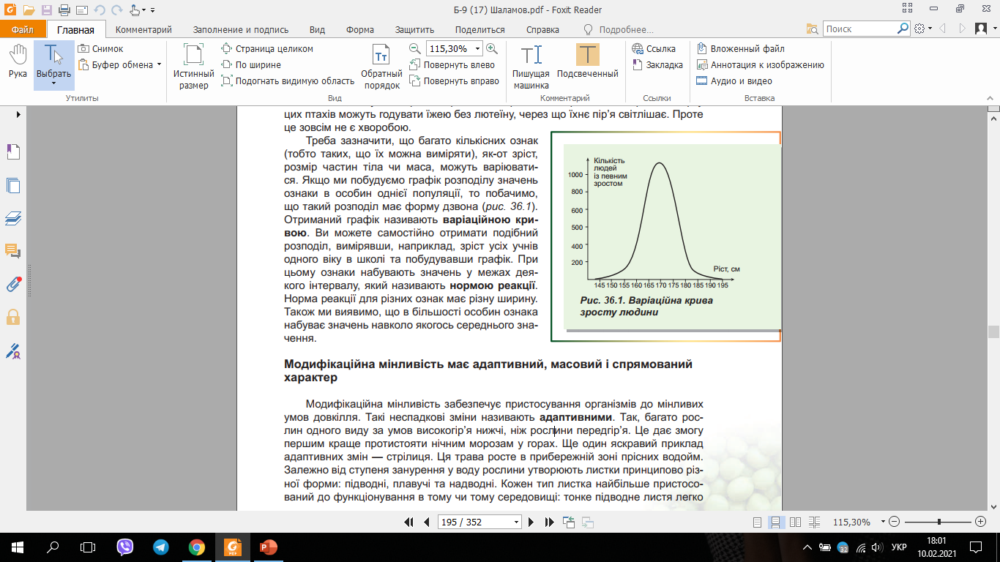 Б-9 (17) Шаламов.pdf - Foxit Reader
Файл Главная Комментарий Заполнение и подпись Вид Форма Защитить Поделиться Справка Подробнее... Поиск
Рука
Выбрать
Снимок
Буфер обмена
Утилиты
Истинный размер
Страница целиком
По ширине
Подогнать видимую область
Обратный порядок
115,30%
Повернуть влево
Повернуть вправо
Вид
Пишущая машинка
Подсвеченный
Комментарий
Ссылка
Закладка
Ссылки
Вложенный файл
Аннотация к изображению
Аудио и видео
Вставка
цих птахів можуть годувати їжею без лютеїну, через що їхнє пір’я світлішає. Проте
це зовсім не є хворобою.
Треба зазначити, що багато кількісних ознак
(тобто таких, що їх можна виміряти), як-от зріст,
розмір частин тіла чи маса, можуть варіювати-
ся. Якщо ми побудуємо графік розподілу значень
ознаки в особин однієї популяції, то побачимо,
що такий розподіл має форму дзвона (рис. 36.1).
Отриманий графік називають варіаційною кри-
вою. Ви можете самостійно отримати подібний
розподіл, вимірявши, наприклад, зріст усіх учнів
одного віку в школі та побудувавши графік. При
цьому ознаки набувають значень у межах дея-
кого інтервалу, який називають нормою реакції.
Норма реакції для різних ознак має різну ширину.
Також ми виявимо, що в більшості особин ознака
набуває значень навколо якогось середнього зна-
чення.
Кількість
людей
із певним
зростом
1000
800
600
500
400
200
Ріст, см
145 150 155 160 165 170 175 180 185 190 195
Рис. 36.1. Варіаційна крива
зросту людини
Модифікаційна мінливість має адаптивний, масовий і спрямований
характер
Модифікаційна мінливість забезпечує пристосування організмів до мінливих
умов довкілля. Такі неспадкові зміни називають адаптивними. Так, багато рос-
лин одного виду за умов високогір’я нижчі, ніж рослини передгір’я. Це дає змогу
першим краще протистояти нічним морозам у горах. Ще один яскравий приклад
адаптивних змін — стрілиця. Ця трава росте в прибережній зоні прісних водойм.
Залежно від ступеня занурення у воду рослини утворюють листки принципово різ-
ної форми: підводні, плавучі та надводні. Кожен тип листка найбільше пристосо-
ваний до функціонування в тому чи тому середовищі: тонке підводне листя легко
195 / 352
115,30%
32
УКР
18:01
10.02.2021